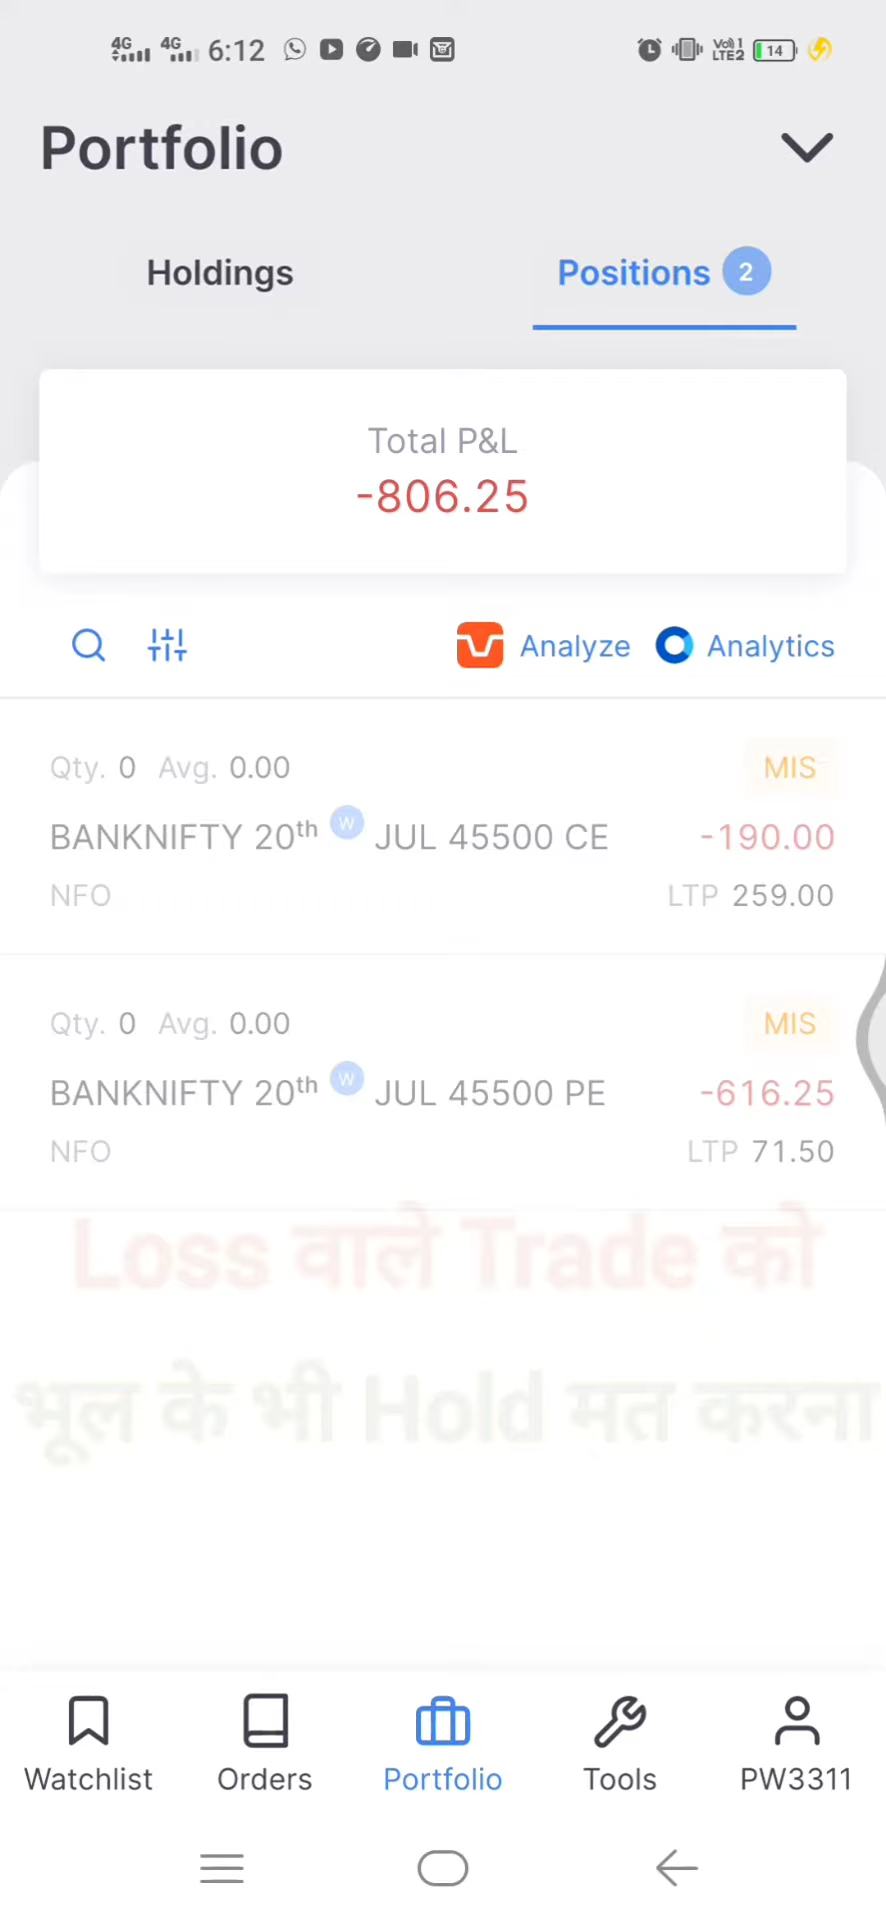 4G 4G 6:12 Vo) 1 LTE2 14
Portfolio
Holdings Positions 2
Total P&L
-806.25
Analyze Analytics
Qty. 0 Avg. 0.00 MIS
BANKNIFTY 20th W JUL 45500 CE -190.00
NFO LTP 259.00
Qty. 0 Avg. 0.00 MIS
BANKNIFTY 20th W JUL 45500 PE -616.25
NFO LTP 71.50
Loss वाले Trade को
भूल के भी Hold मत करना
Watchlist Orders Portfolio Tools PW3311